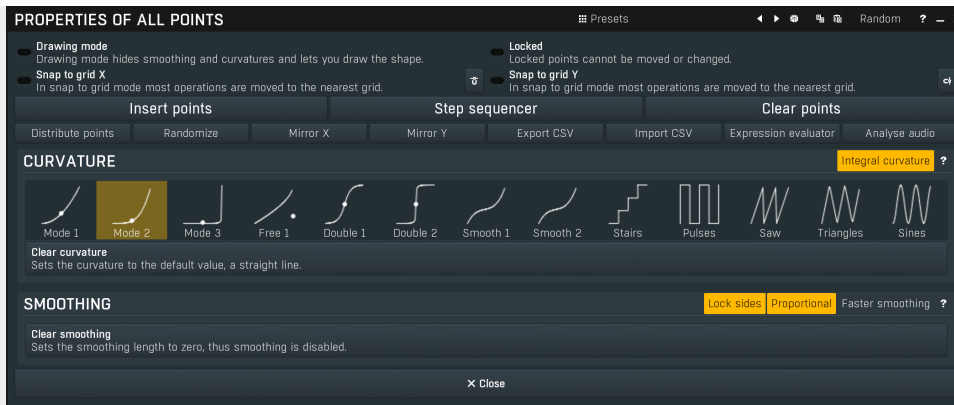 PROPERTIES OF ALL POINTS
Presets
Random
?
Drawing mode
Drawing mode hides smoothing and curvatures and lets you draw the shape.
Locked
Locked points cannot be moved or changed.
Snap to grid X
In snap to grid mode most operations are moved to the nearest grid.
Snap to grid Y
In snap to grid mode most operations are moved to the nearest grid.
Insert points
Step sequencer
Clear points
Distribute points
Randomize
Mirror X
Mirror Y
Export CSV
Import CSV
Expression evaluator
Analyse audio
CURVATURE
Integral curvature
?
Mode 1
Mode 2
Mode 3
Free 1
Double 1
Double 2
Smooth 1
Smooth 2
Stairs
Pulses
Saw
Triangles
Sines
Clear curvature
Sets the curvature to the default value, a straight line.
SMOOTHING
Lock sides
Proportional
Faster smoothing
?
Clear smoothing
Sets the smoothing length to zero, thus smoothing is disabled.
Close